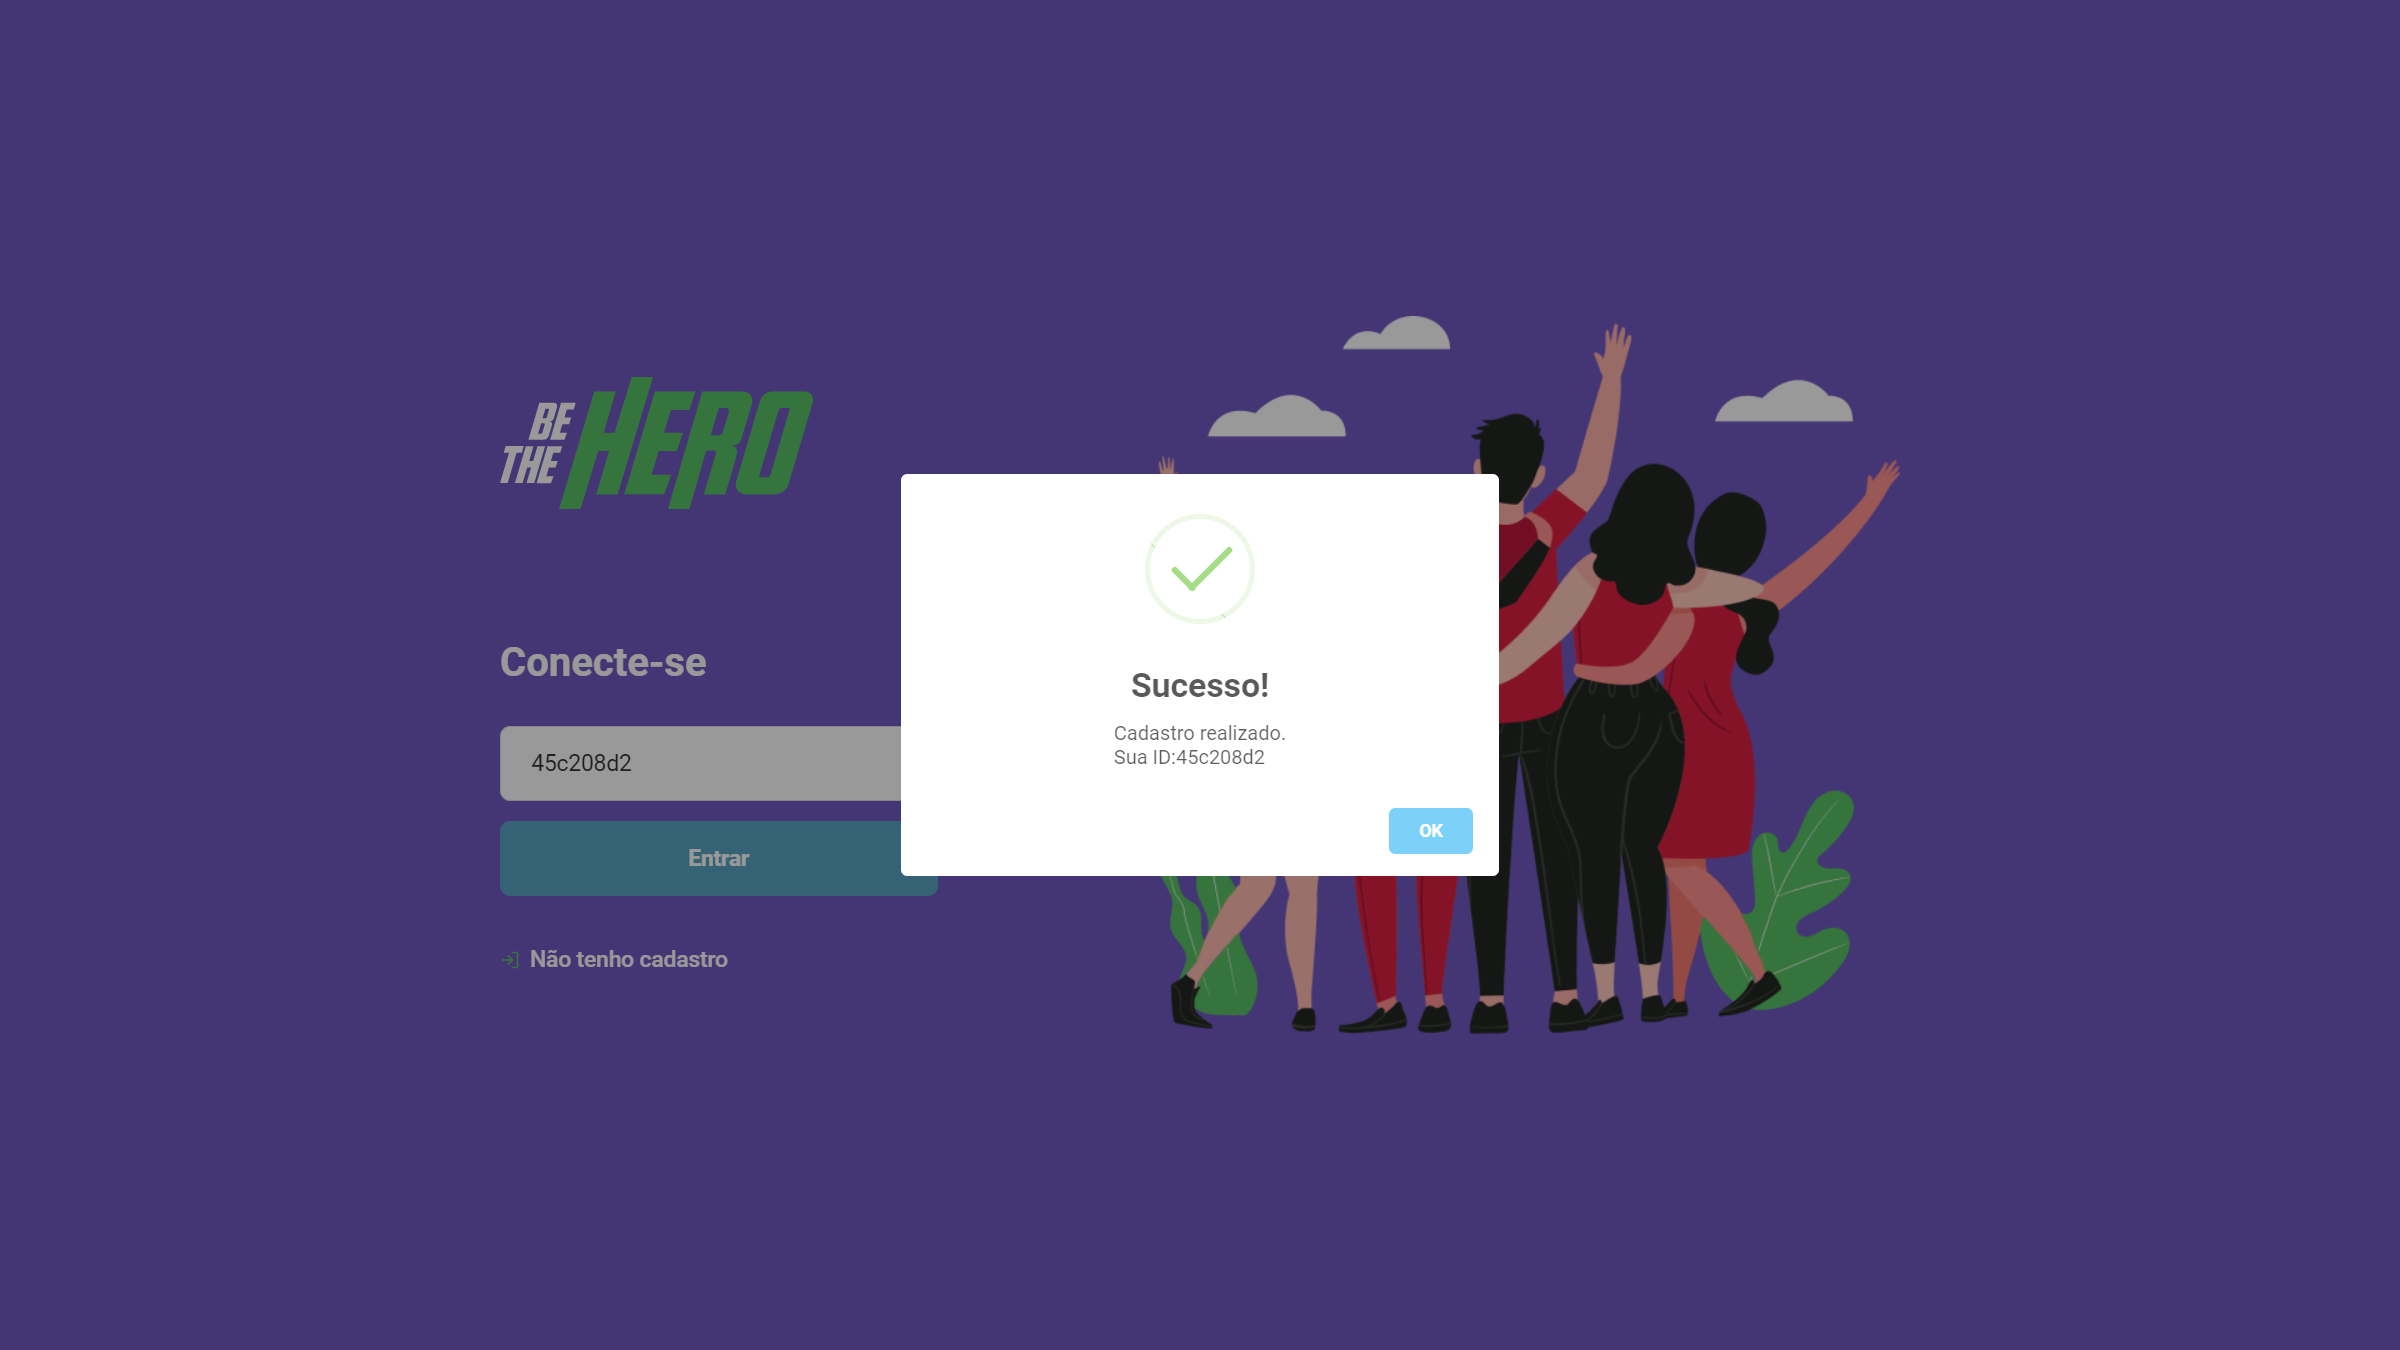 BE
THE
HERO
Conecte-se
45c208d2
Entrar
Não tenho cadastro
Sucesso!
Cadastro realizado.
Sua ID:45c208d2
OK